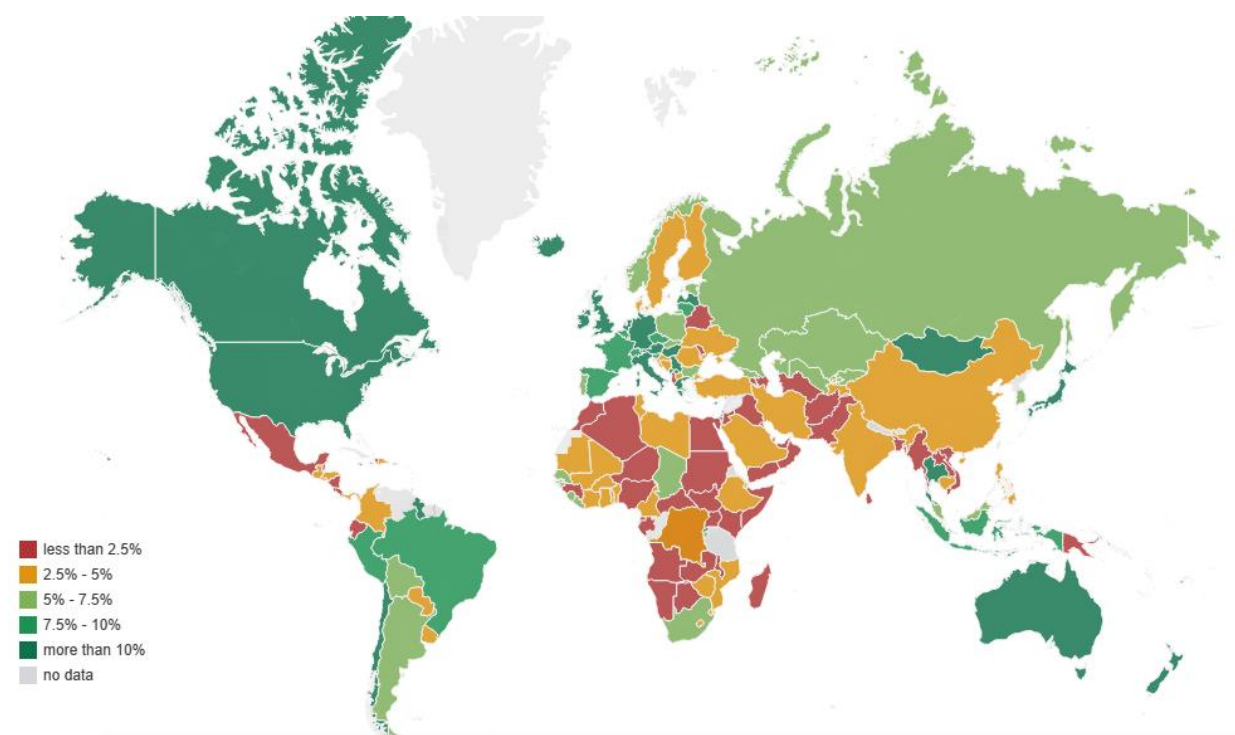 less than 2.5%
2.5% - 5%
5% - 7.5%
7.5% - 10%
more than 10%
no data